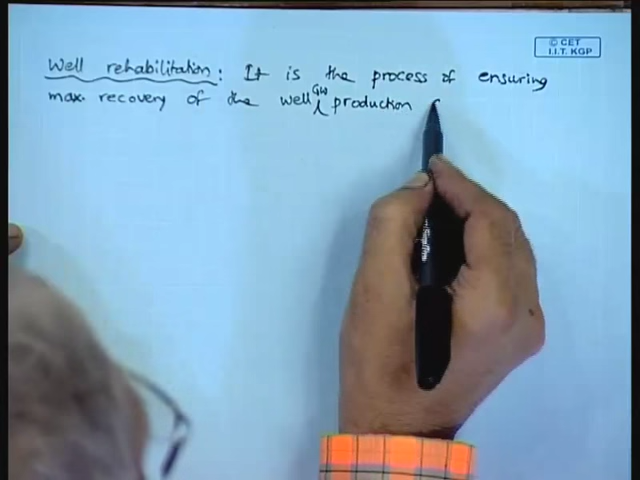 © CET
I.I.T. KGP
Well rehabilitation : It is the process of ensuring
max. recovery of the well GW production